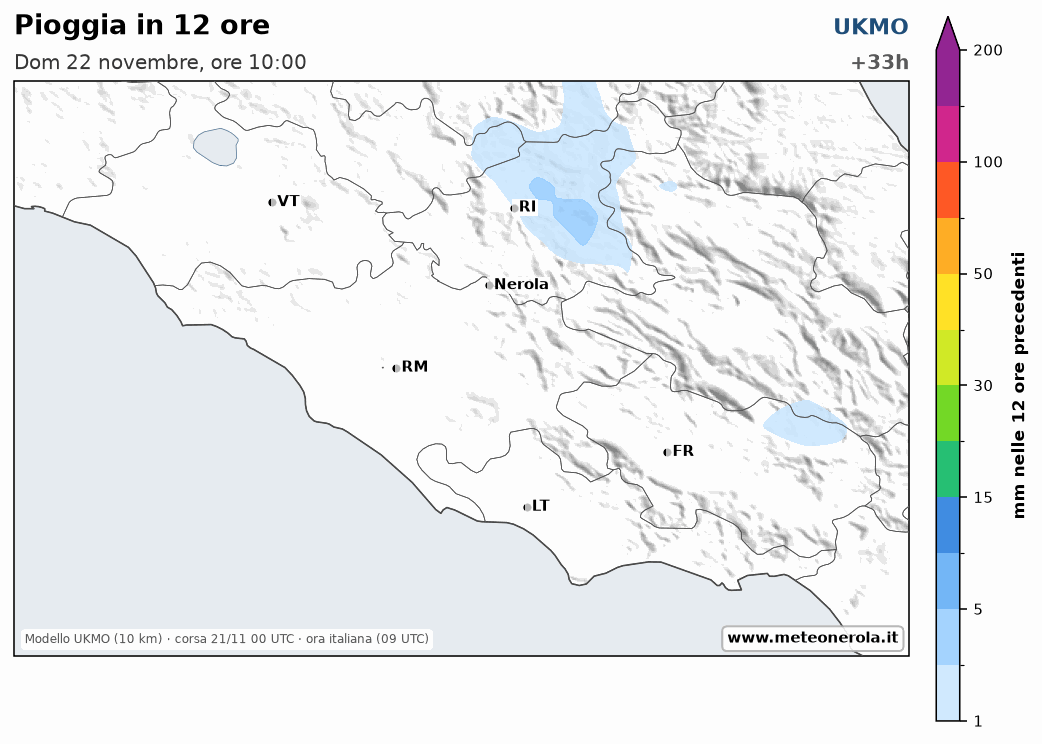 Pioggia in 12 ore
UKMO
Dom 22 novembre, ore 10:00
+33h
200
100
50
30
15
5
1
mm nelle 12 ore precedenti
VT
RI
Nerola
RM
FR
LT
Modello UKMO (10 km) · corsa 21/11 00 UTC · ora italiana (09 UTC)
www.meteonerola.it